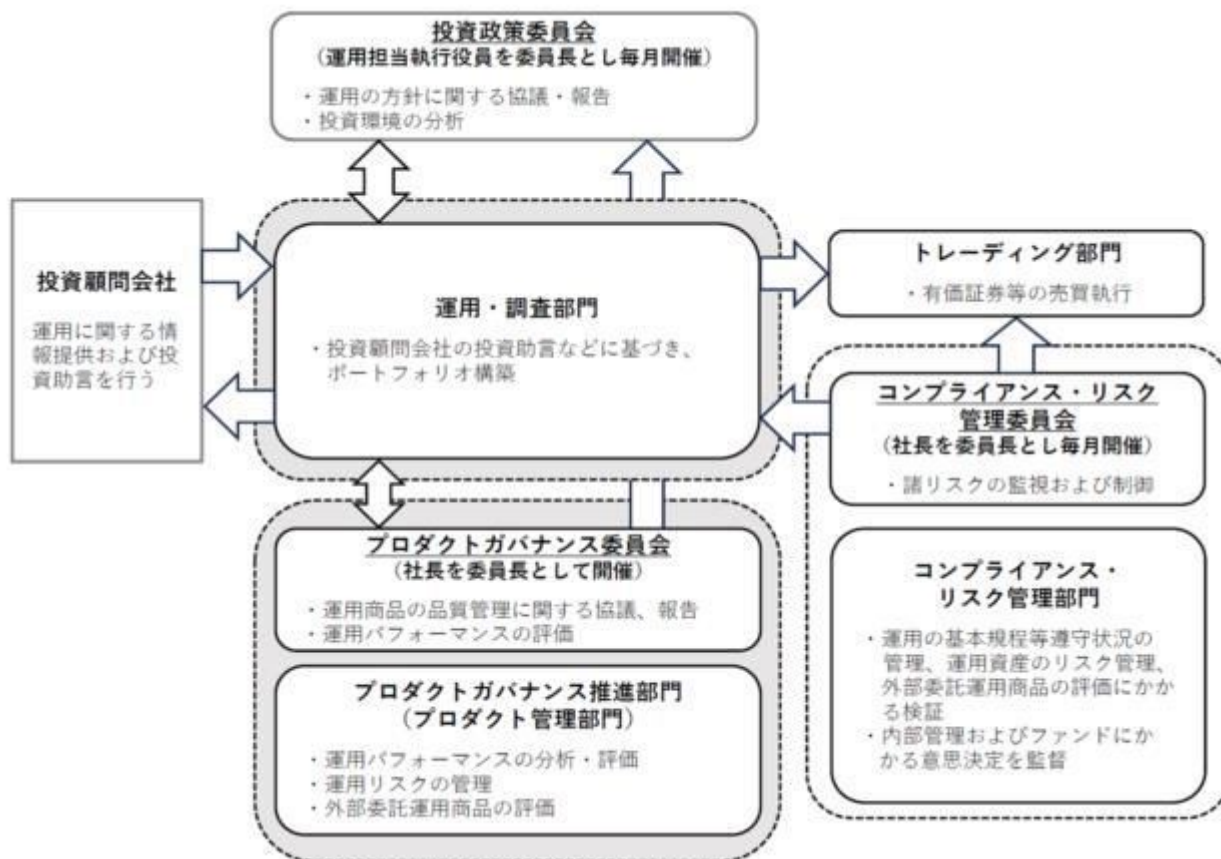 投資政策委員会
(運用担当執行役員を委員長とし毎月開催)
・運用の方針に関する協議・報告
・投資環境の分析
投資顧問会社
運用に関する情
報提供および投
資助言を行う
運用・調査部門
・投資顧問会社の投資助言などに基づき、
ポートフォリオ構築
トレーディング部門
・有価証券等の売買執行
コンプライアンス・リスク
管理委員会
(社長を委員長とし毎月開催)
・諸リスクの監視および制御
プロダクトガバナンス委員会
(社長を委員長として開催)
・運用商品の品質管理に関する協議、報告
・運用パフォーマンスの評価
プロダクトガバナンス推進部門
(プロダクト管理部門)
・運用パフォーマンスの分析・評価
・運用リスクの管理
・外部委託運用商品の評価
コンプライアンス・
リスク管理部門
・運用の基本規程等遵守状況の
管理、運用資産のリスク管理、
外部委託運用商品の評価にかか
る検証
・内部管理およびファンドにか
かる意思決定を監督